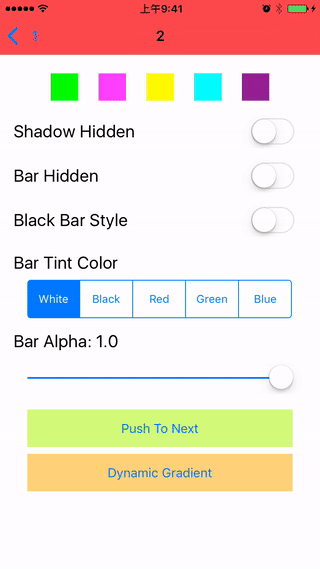 上午9:41
1 2
Shadow Hidden
Bar Hidden
Black Bar Style
Bar Tint Color
White Black Red Green Blue
Bar Alpha: 1.0
Push To Next
Dynamic Gradient